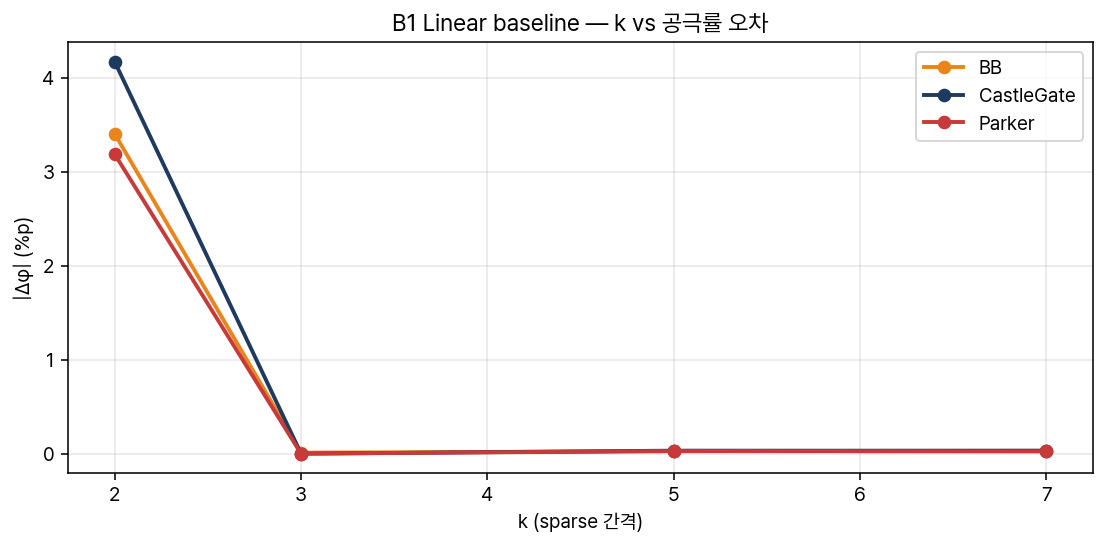 B1 Linear baseline — k vs 공극률 오차
BB
CastleGate
Parker
|Δφ| (%p)
4
3
2
1
0
2 3 4 5 6 7
k (sparse 간격)